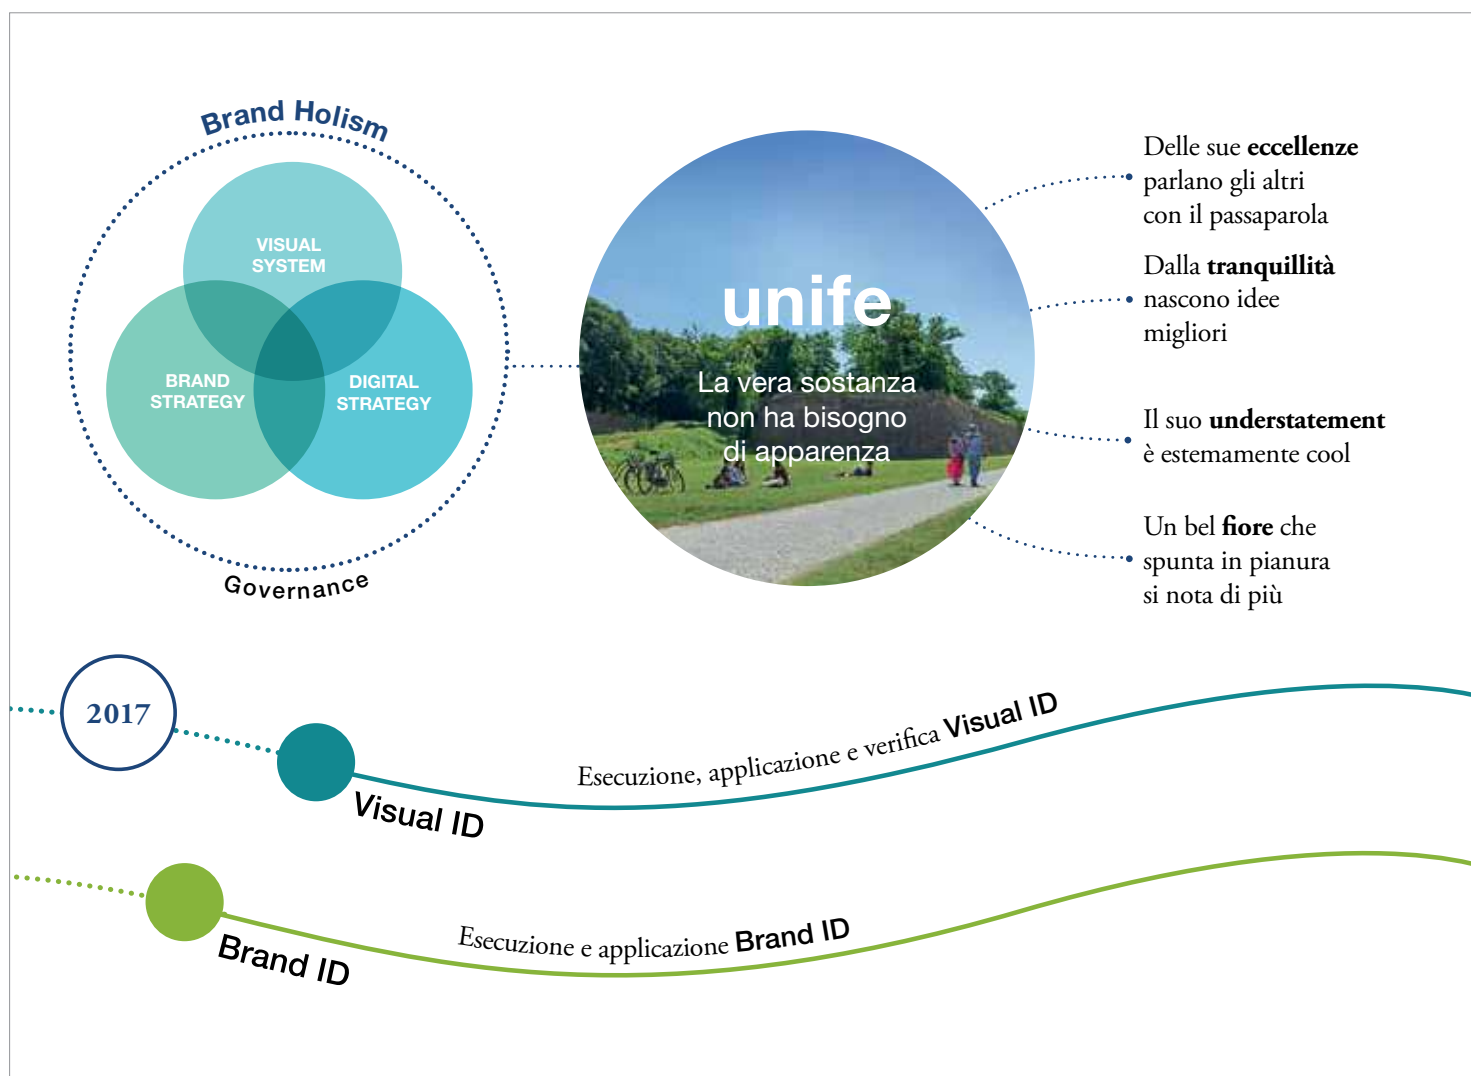 Brand Holism
VISUAL
SYSTEM
BRAND
STRATEGY
DIGITAL
STRATEGY
Governance
unife
La vera sostanza
non ha bisogno
di apparenza
Delle sue eccellenze
parlano gli altri
con il passaparola
Dalla tranquillità
nascono idee
migliori
Il suo understatement
è estemamente cool
Un bel fiore che
spunta in pianura
si nota di più
2017
Visual ID
Esecuzione, applicazione e verifica Visual ID
Brand ID
Esecuzione e applicazione Brand ID